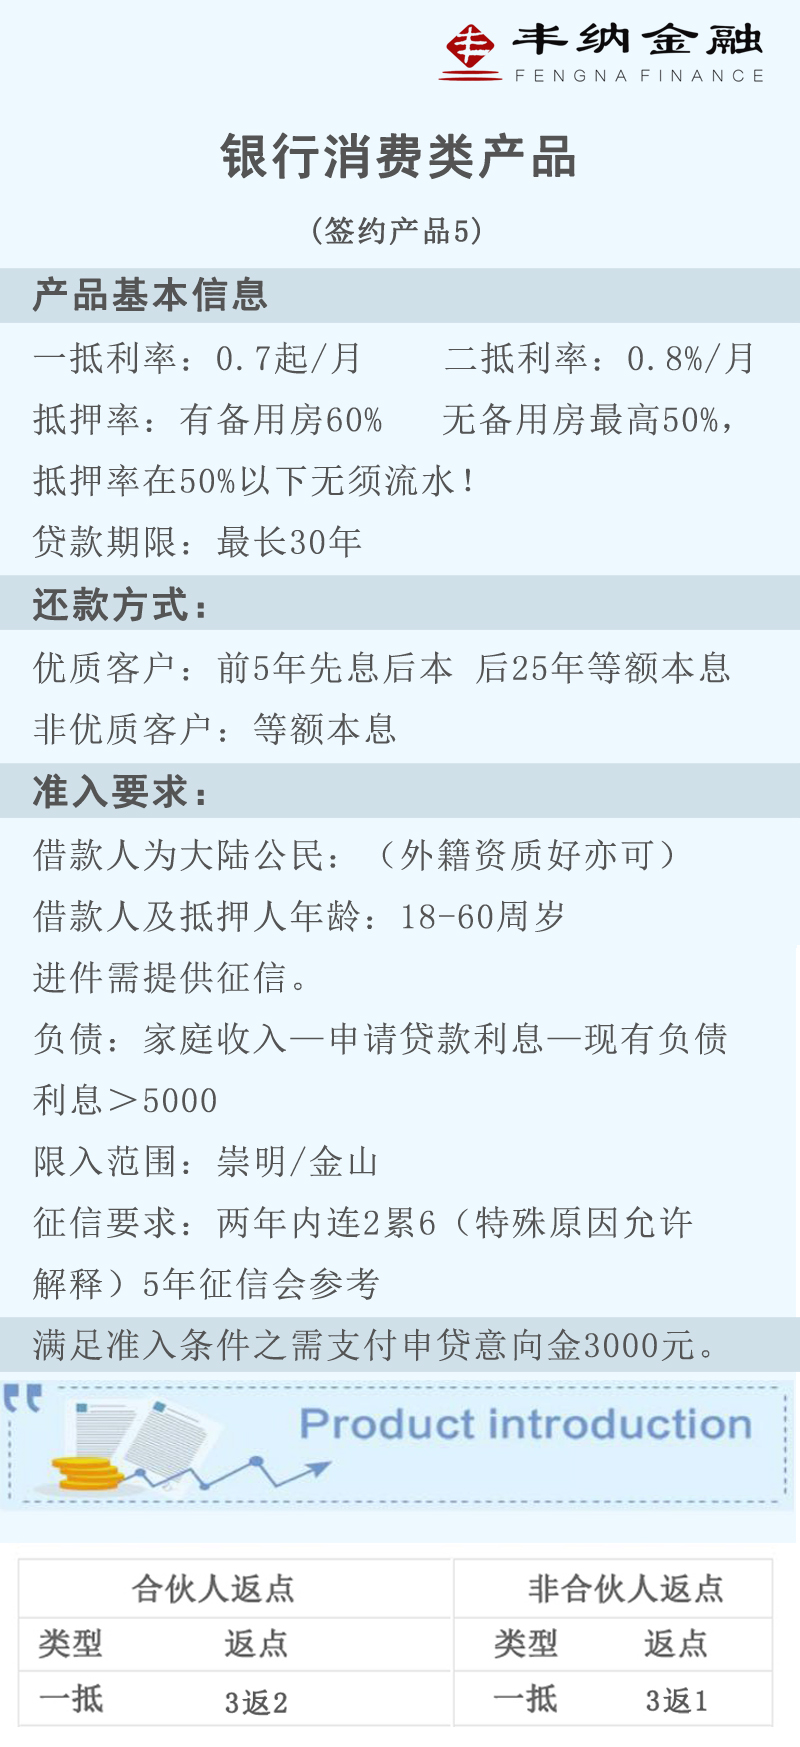 丰纳金融
FENGNA FINANCE
银行消费类产品
(签约产品5)
产品基本信息
一抵利率：0.7起/月 二抵利率：0.8%/月
抵押率：有备用房60% 无备用房最高50%，
抵押率在50%以下无须流水！
贷款期限：最长30年
还款方式：
优质客户：前5年先息后本 后25年等额本息
非优质客户：等额本息
准入要求：
借款人为大陆公民：（外籍资质好亦可）
借款人及抵押人年龄：18-60周岁
进件需提供征信。
负债：家庭收入—申请贷款利息—现有负债
利息＞5000
限入范围：崇明/金山
征信要求：两年内连2累6（特殊原因允许
解释）5年征信会参考
满足准入条件之需支付申贷意向金3000元。
Product introduction
合伙人返点 非合伙人返点
类型 返点 类型 返点
一抵 3返2 一抵 3返1